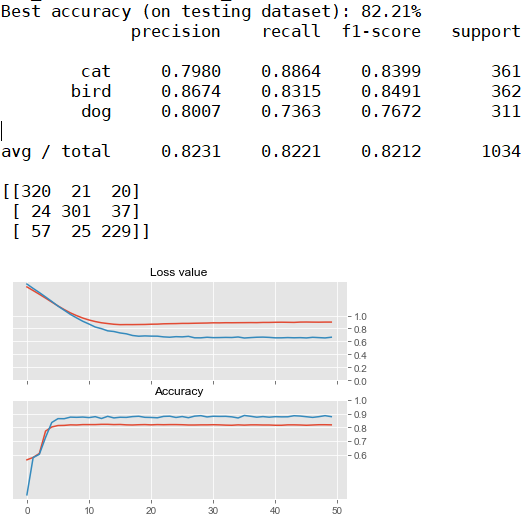 Best accuracy (on testing dataset): 82.21%
precision recall f1-score support
cat 0.7980 0.8864 0.8399 361
bird 0.8674 0.8315 0.8491 362
dog 0.8007 0.7363 0.7672 311
avg / total 0.8231 0.8221 0.8212 1034
[[320 21 20]
[ 24 301 37]
[ 57 25 229]]
Loss value
1.0
0.8
0.6
0.4
0.2
0.0
Accuracy
1.0
0.9
0.8
0.7
0.6
0 10 20 30 40 50